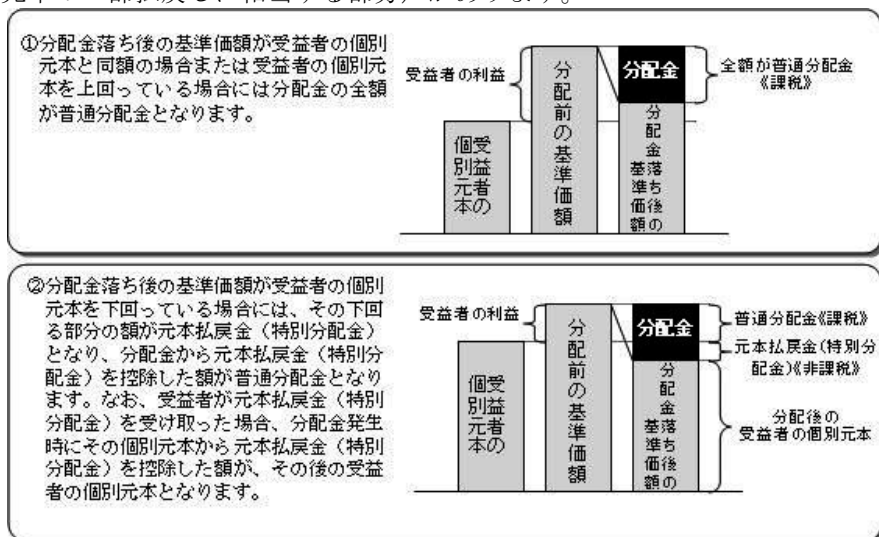 ①分配金落ち後の基準価額が受益者の個別
元本と同額の場合または受益者の個別元
本を上回っている場合には分配金の全額
が普通分配金となります。
受益者の利益
個別元本
受益者の
分配前の基準価額
分配金
分配金
基準価額
落ち後の
全額が普通分配金
《課税》
②分配金落ち後の基準価額が受益者の個別
元本を下回っている場合には、その下回
る部分の額が元本払戻金（特別分配金）
となり、分配金から元本払戻金（特別分
配金）を控除した額が普通分配金となり
ます。なお、受益者が元本払戻金（特別
分配金）を受け取った場合、分配金発生
時にその個別元本から元本払戻金（特別
分配金）を控除した額が、その後の受益
者の個別元本となります。
受益者の利益
個別元本
受益者の
分配前の基準価額
分配金
分配金
基準価額
落ち後の
普通分配金《課税》
元本払戻金(特別分
配金)《非課税》
分配後の
受益者の個別元本